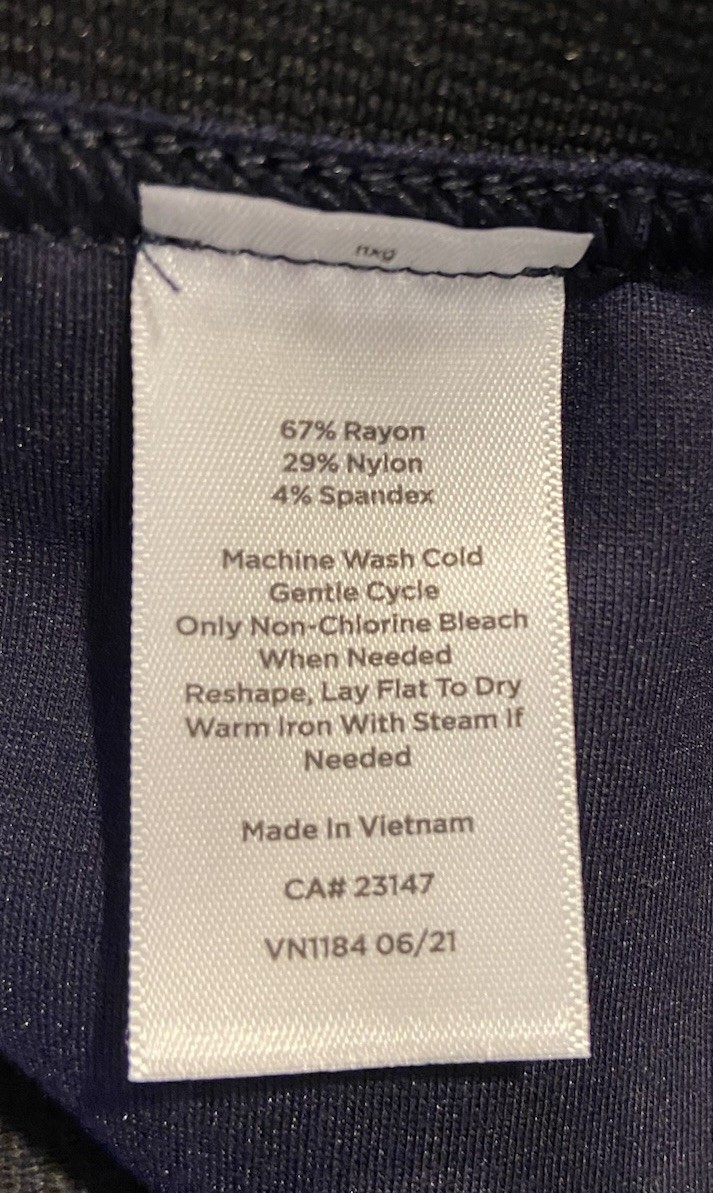 67% Rayon
29% Nylon
4% Spandex
Machine Wash Cold
Gentle Cycle
Only Non-Chlorine Bleach
When Needed
Reshape, Lay Flat To Dry
Warm Iron With Steam If
Needed
Made In Vietnam
CA# 23147
VN1184 06/21